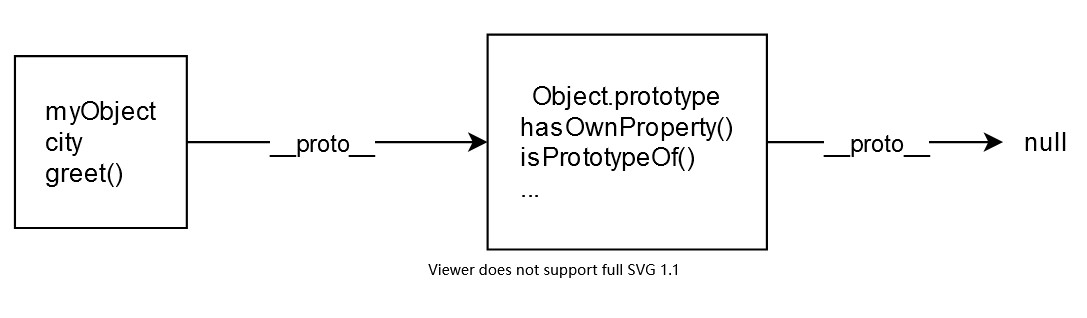 myObject
city
greet()
__proto__
Object.prototype
hasOwnProperty()
isPrototypeOf()
...
__proto__
null
Viewer does not support full SVG 1.1